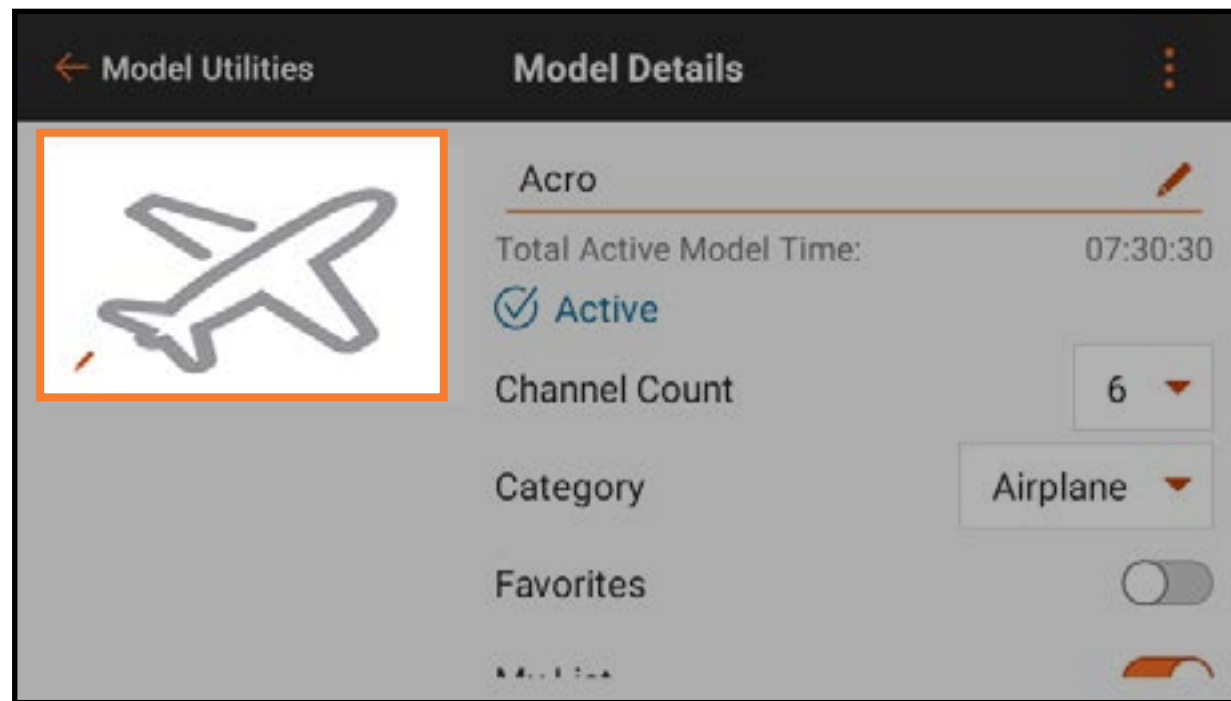 Model Utilities
Model Details
Acro
Total Active Model Time: 07:30:30
Active
Channel Count 6
Category Airplane
Favorites